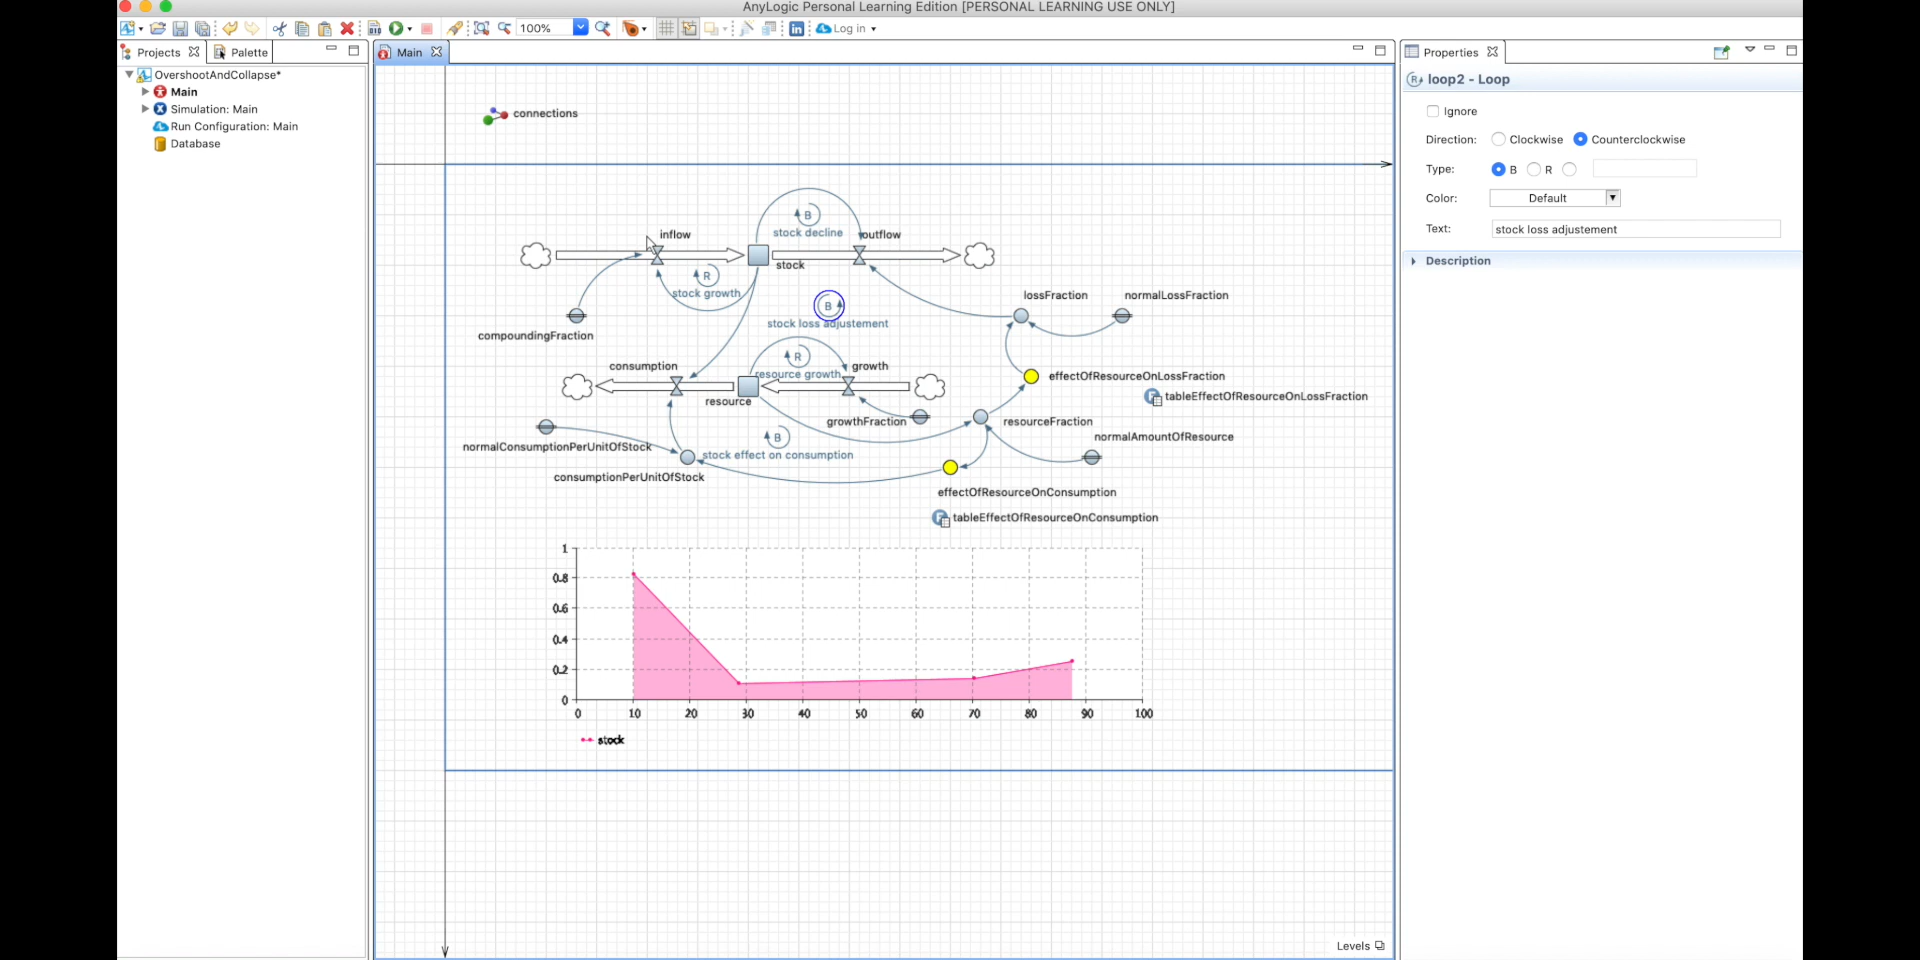 AnyLogic Personal Learning Edition [PERSONAL LEARNING USE ONLY]
100%
Log in
Projects
Palette
Main
Properties
OvershootAndCollapse*
Main
Simulation: Main
Run Configuration: Main
Database
connections
inflow
B
stock decline
outflow
stock
R
stock growth
compoundingFraction
B
stock loss adjustement
lossFraction
normalLossFraction
consumption
R
resource growth
growth
resource
growthFraction
effectOfResourceOnLossFraction
tableEffectOfResourceOnLossFraction
resourceFraction
normalAmountOfResource
normalConsumptionPerUnitOfStock
B
stock effect on consumption
consumptionPerUnitOfStock
effectOfResourceOnConsumption
tableEffectOfResourceOnConsumption
1
0.8
0.6
0.4
0.2
0
0 10 20 30 40 50 60 70 80 90 100
stock
Levels
loop2 - Loop
Ignore
Direction: Clockwise Counterclockwise
Type: B R
Color: Default
Text: stock loss adjustement
Description